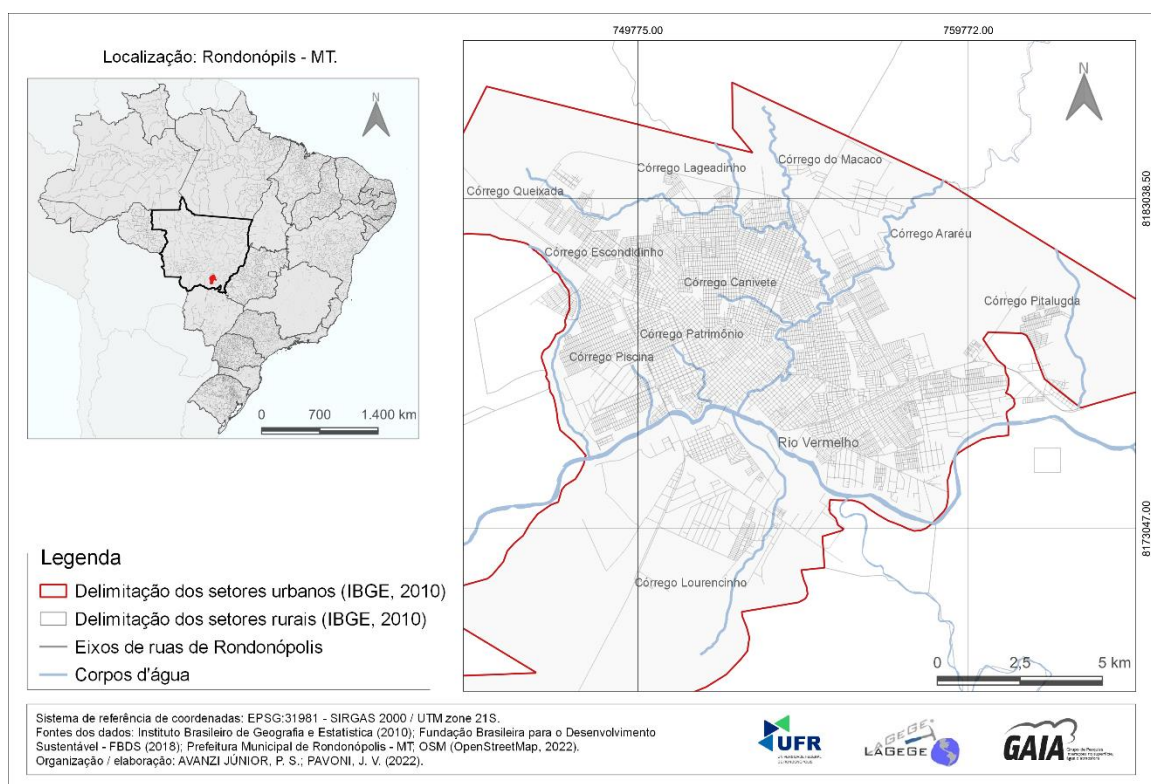 Localização: Rondonópils - MT.
N
0 700 1.400 km
749775.00 759772.00
N
8183038.50
8173047.00
Córrego Lageadinho
Córrego do Macaco
Córrego Queixada
Córrego Araréu
Córrego Escondidinho
Córrego Canivete
Córrego Pitalugda
Córrego Patrimônio
Córrego Piscina
Rio Vermelho
Córrego Lourencinho
0 2,5 5 km
Legenda
Delimitação dos setores urbanos (IBGE, 2010)
Delimitação dos setores rurais (IBGE, 2010)
Eixos de ruas de Rondonópolis
Corpos d'água
Sistema de referência de coordenadas: EPSG:31981 - SIRGAS 2000 / UTM zone 21S.
Fontes dos dados: Instituto Brasileiro de Geografia e Estatística (2010); Fundação Brasileira para o Desenvolvimento
Sustentável - FBDS (2018); Prefeitura Municipal de Rondonópolis - MT; OSM (OpenStreetMap, 2022).
Organização / elaboração: AVANZI JÚNIOR, P. S.; PAVONI, J. V. (2022).
UFR
LAGEGE
GAIA